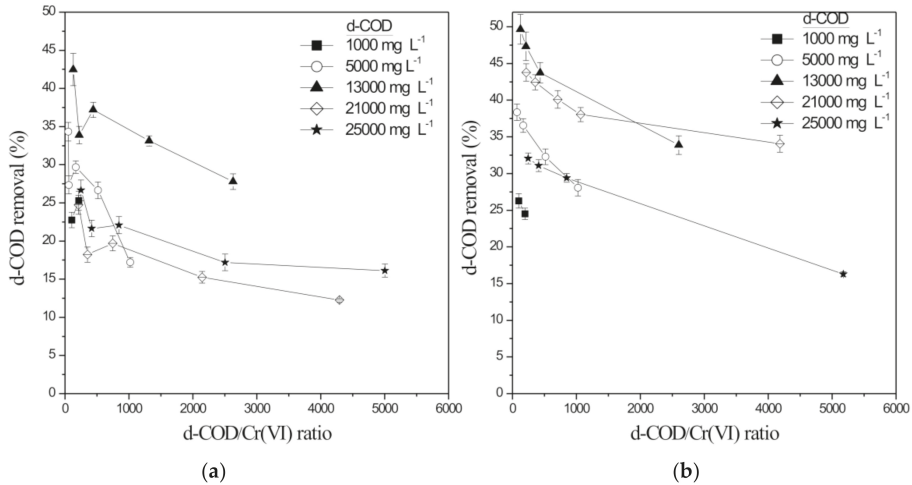 d-COD
1000 mg L-1
5000 mg L-1
13000 mg L-1
21000 mg L-1
25000 mg L-1
50
45
40
35
30
25
20
15
10
5
0
d-COD removal (%)
0 1000 2000 3000 4000 5000 6000
d-COD/Cr(VI) ratio
(a)
d-COD
1000 mg L-1
5000 mg L-1
13000 mg L-1
21000 mg L-1
25000 mg L-1
50
45
40
35
30
25
20
15
10
5
0
d-COD removal (%)
0 1000 2000 3000 4000 5000 6000
d-COD/Cr(VI) ratio
(b)